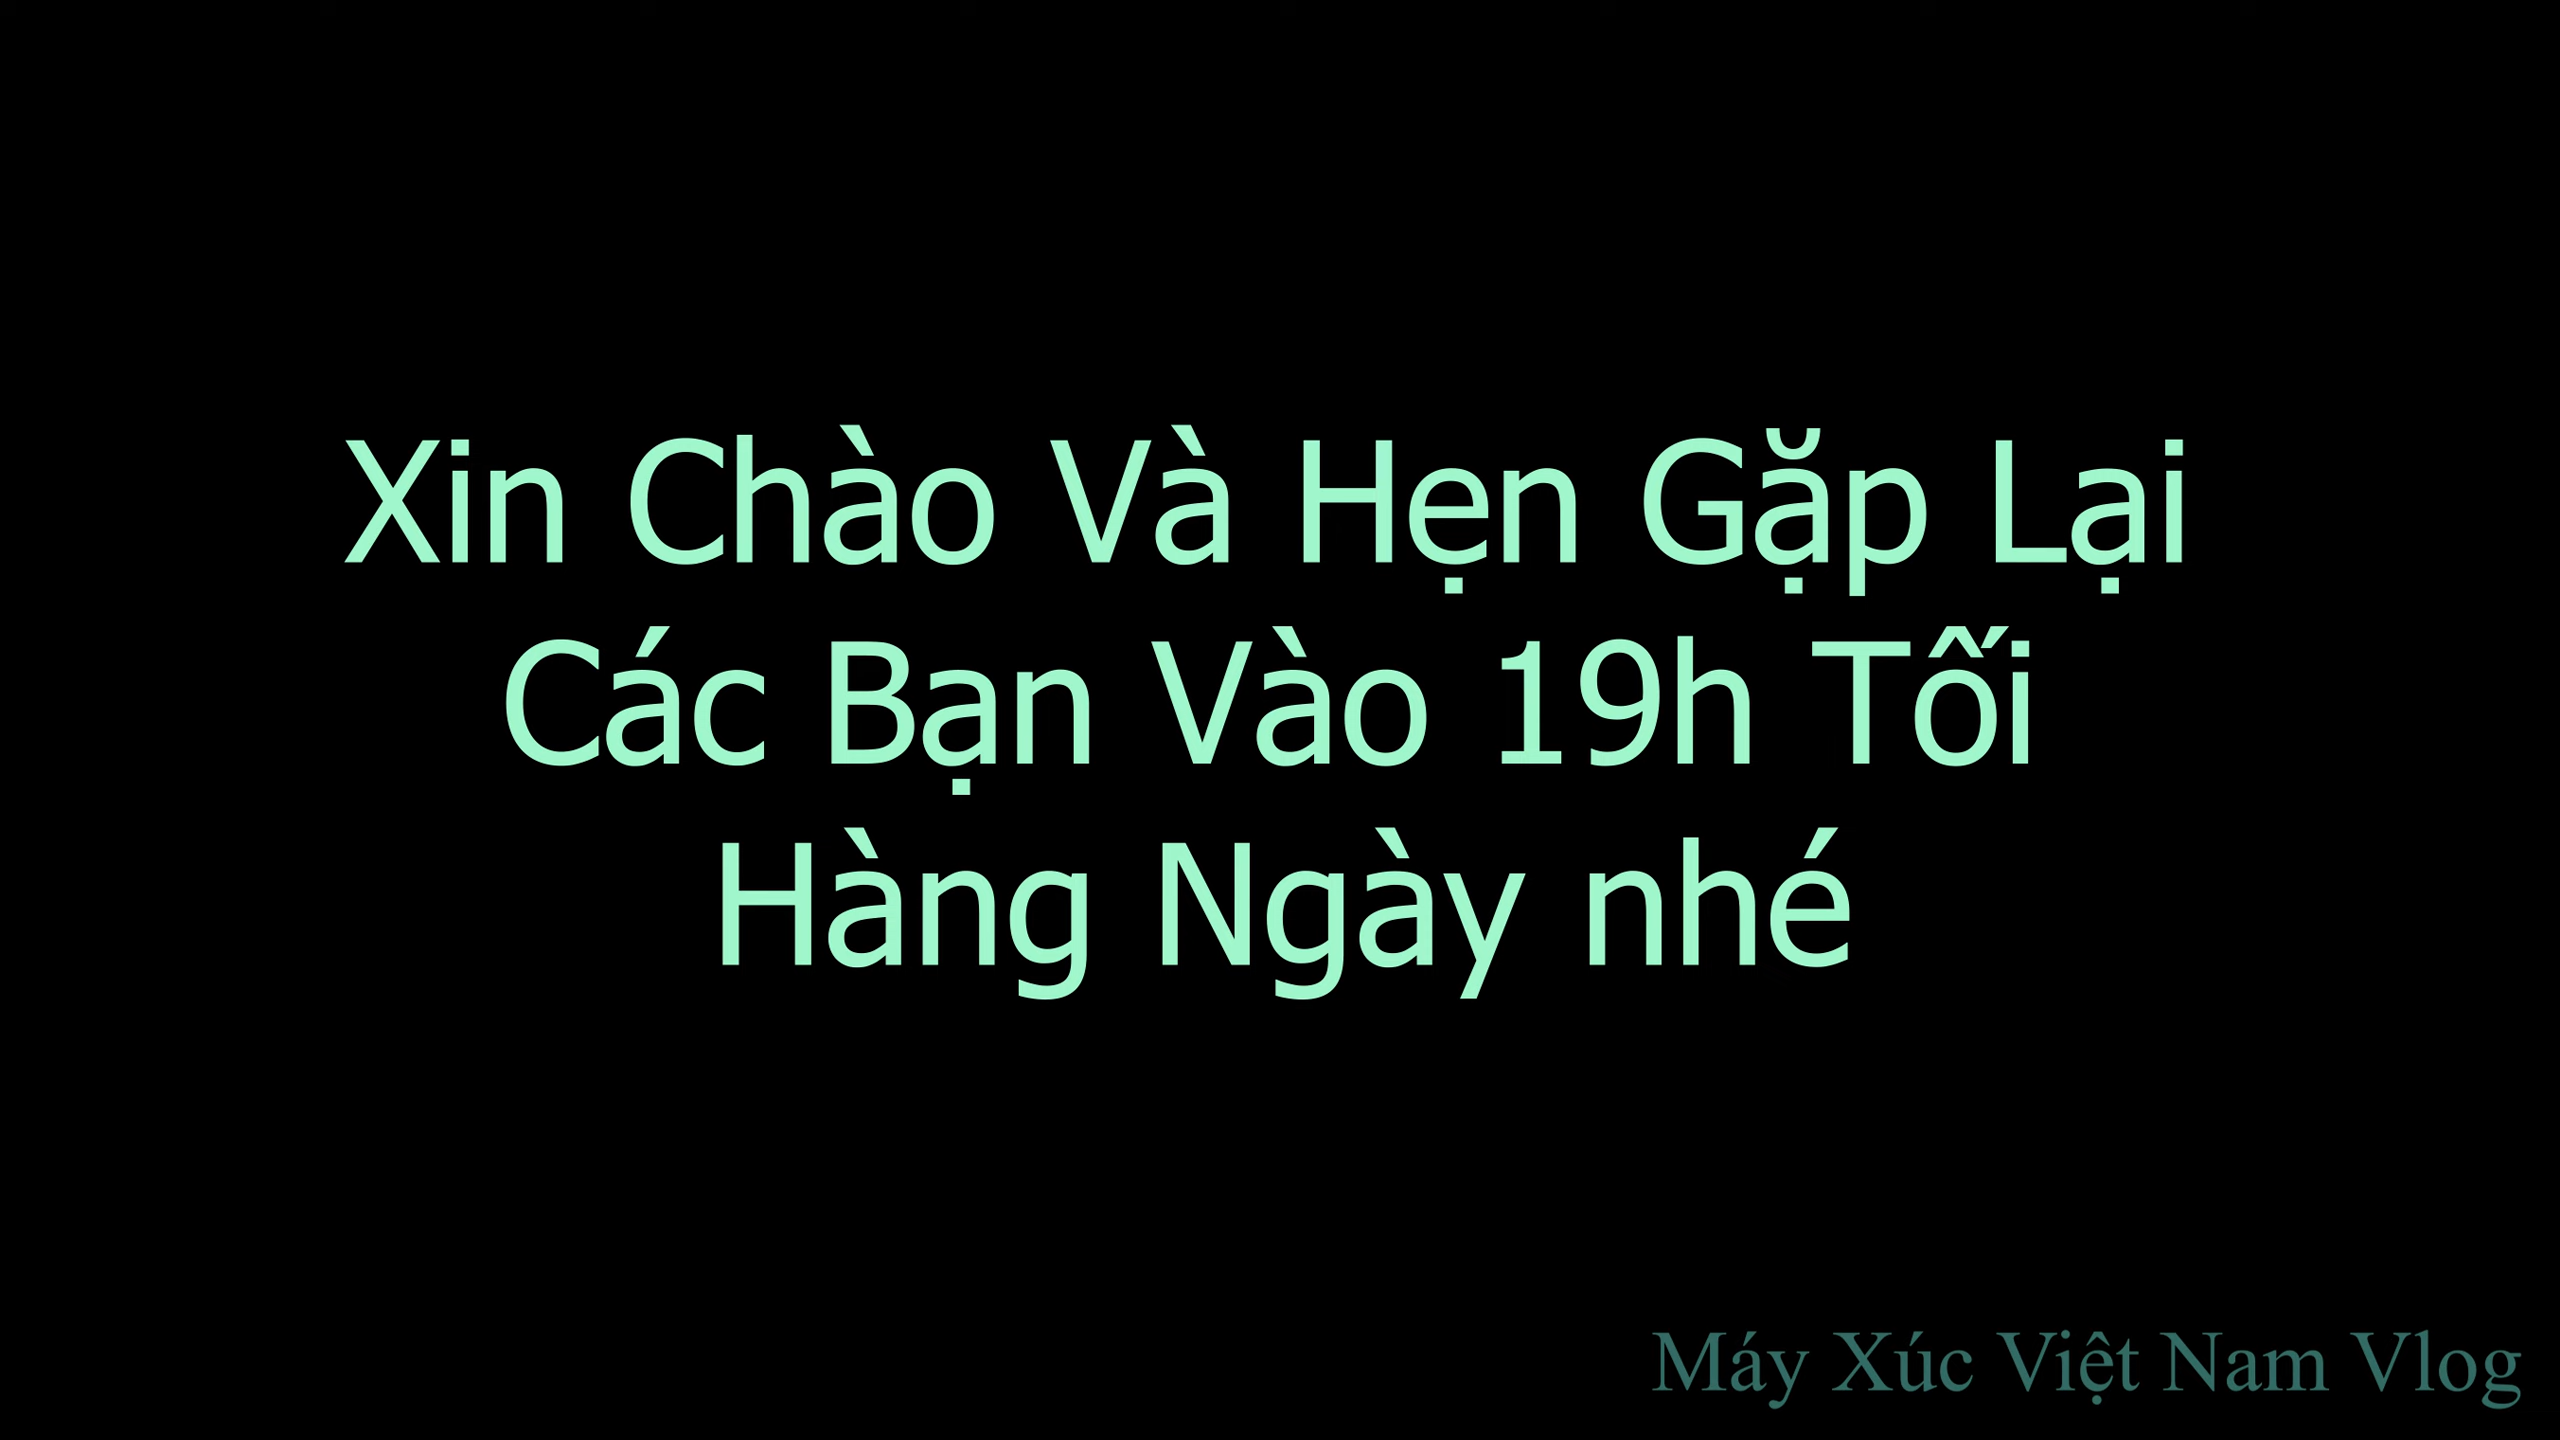 Xin Chào Và Hẹn Gặp Lại
Các Bạn Vào 19h Tối
Hàng Ngày nhé
Máy Xúc Việt Nam Vlog